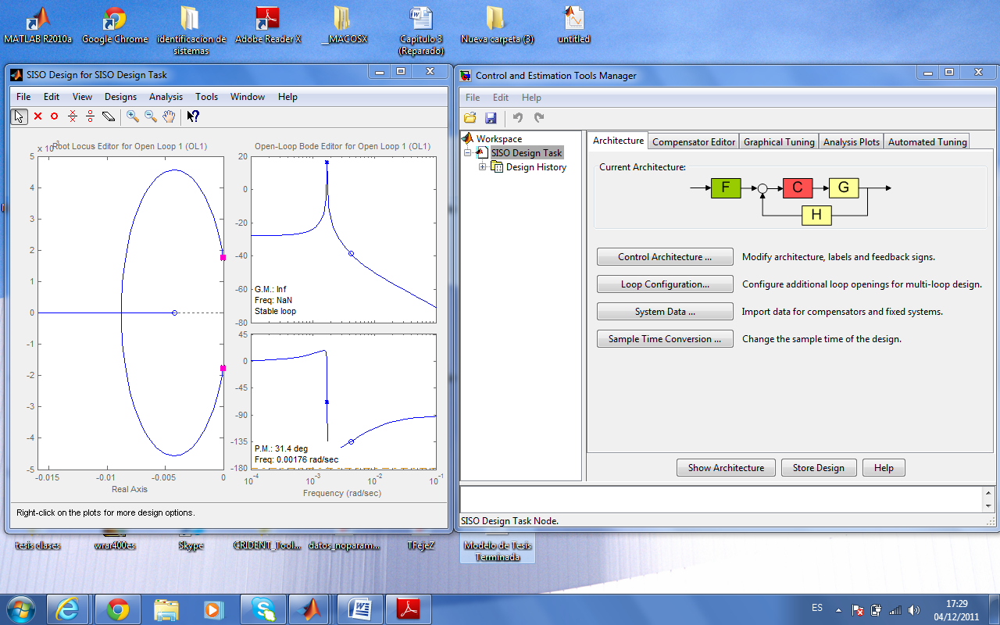 MATLAB R2010a
Google Chrome
identificacion de
sistemas
Adobe Reader X
__MACOSX
Capitulo 3
(Reparado)
Nueva carpeta (3)
untitled
SISO Design for SISO Design Task
File Edit View Designs Analysis Tools Window Help
x 10-3
Root Locus Editor for Open Loop 1 (OL1)
5
4
3
2
1
0
-1
-2
-3
-4
-5
-0.015 -0.01 -0.005 0
Real Axis
Open-Loop Bode Editor for Open Loop 1 (OL1)
20
0
-20
-40
-60
-80
G.M.: Inf
Freq: NaN
Stable loop
45
0
-45
-90
-135
-180
P.M.: 31.4 deg
Freq: 0.00176 rad/sec
10-4 10-3 10-2 10-1
Frequency (rad/sec)
Right-click on the plots for more design options.
Control and Estimation Tools Manager
File Edit Help
Workspace
SISO Design Task
Design History
Architecture Compensator Editor Graphical Tuning Analysis Plots Automated Tuning
Current Architecture:
F C G
H
Control Architecture ... Modify architecture, labels and feedback signs.
Loop Configuration... Configure additional loop openings for multi-loop design.
System Data ... Import data for compensators and fixed systems.
Sample Time Conversion ... Change the sample time of the design.
Show Architecture Store Design Help
SISO Design Task Node.
tesis clases
wrar400es
Skype
datos_noparam...
TFejeZ
Modelo de Tesis
Terminada
ES
17:29
04/12/2011